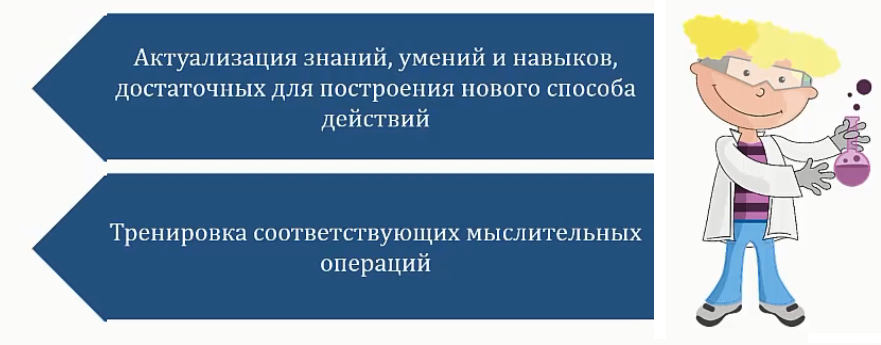 Актуализация знаний, умений и навыков,
достаточных для построения нового способа
действий
Тренировка соответствующих мыслительных
операций